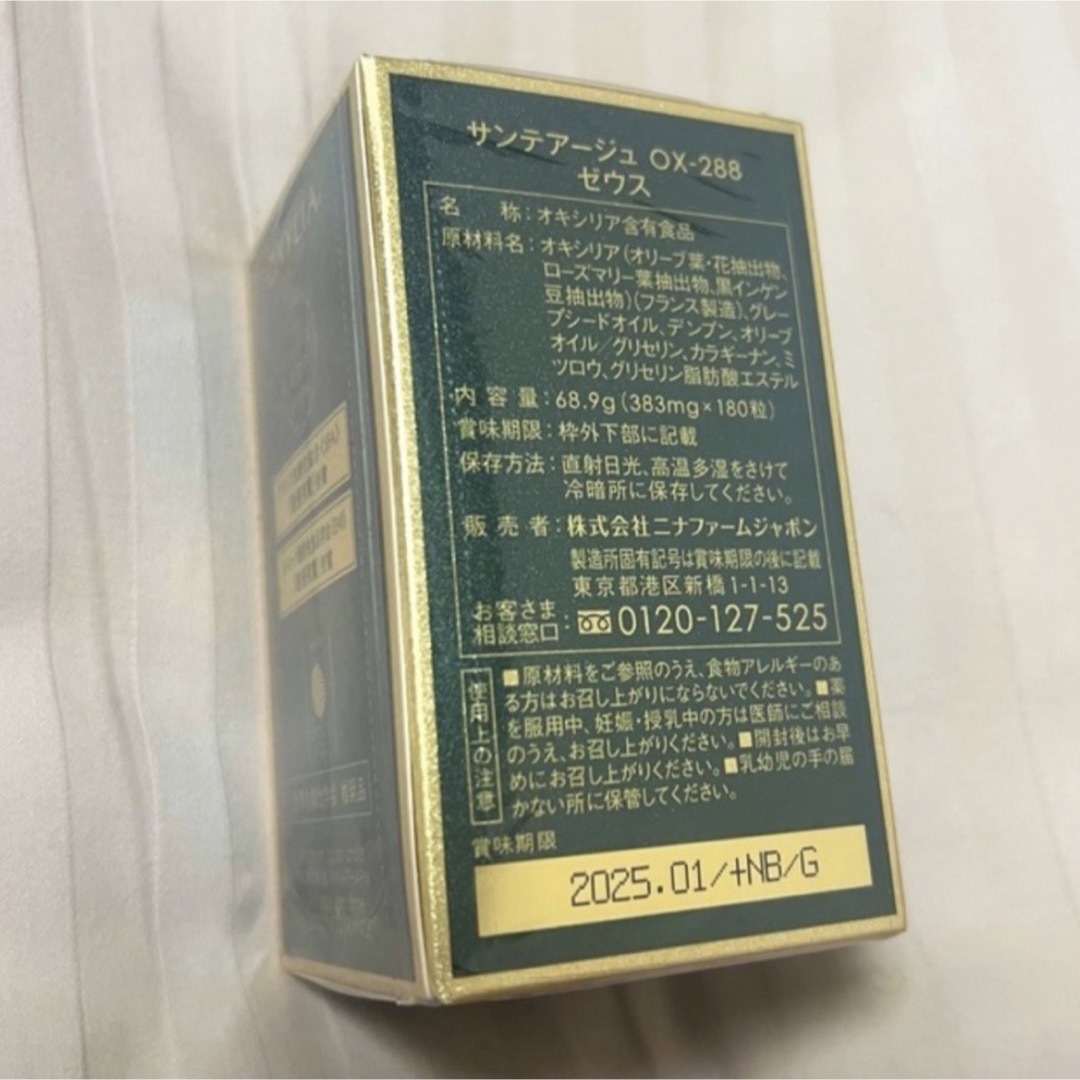 サンテアージュ OX-288
ゼウス
名称：オキシリア含有食品
原材料名：オキシリア（オリーブ葉・花抽出物、
ローズマリー葉抽出物、黒インゲン
豆抽出物）（フランス製造）、グレー
プシードオイル、デンプン、オリーブ
オイル／グリセリン、カラギーナン、ミ
ツロウ、グリセリン脂肪酸エステル
内容量：68.9g（383mg×180粒）
賞味期限：枠外下部に記載
保存方法：直射日光、高温多湿をさけて
冷暗所に保存してください。
販売者：株式会社ニナファームジャポン
製造所固有記号は賞味期限の後に記載
東京都港区新橋1-1-13
お客さま
相談窓口：0120-127-525
使用上の注意
■原材料をご参照のうえ、食物アレルギーのあ
る方はお召し上がりにならないでください。■薬
を服用中、妊娠・授乳中の方は医師にご相談
のうえ、お召し上がりください。■開封後はお早
めにお召し上がりください。■乳幼児の手の届
かない所に保管してください。
賞味期限
2025.01/+NB/G